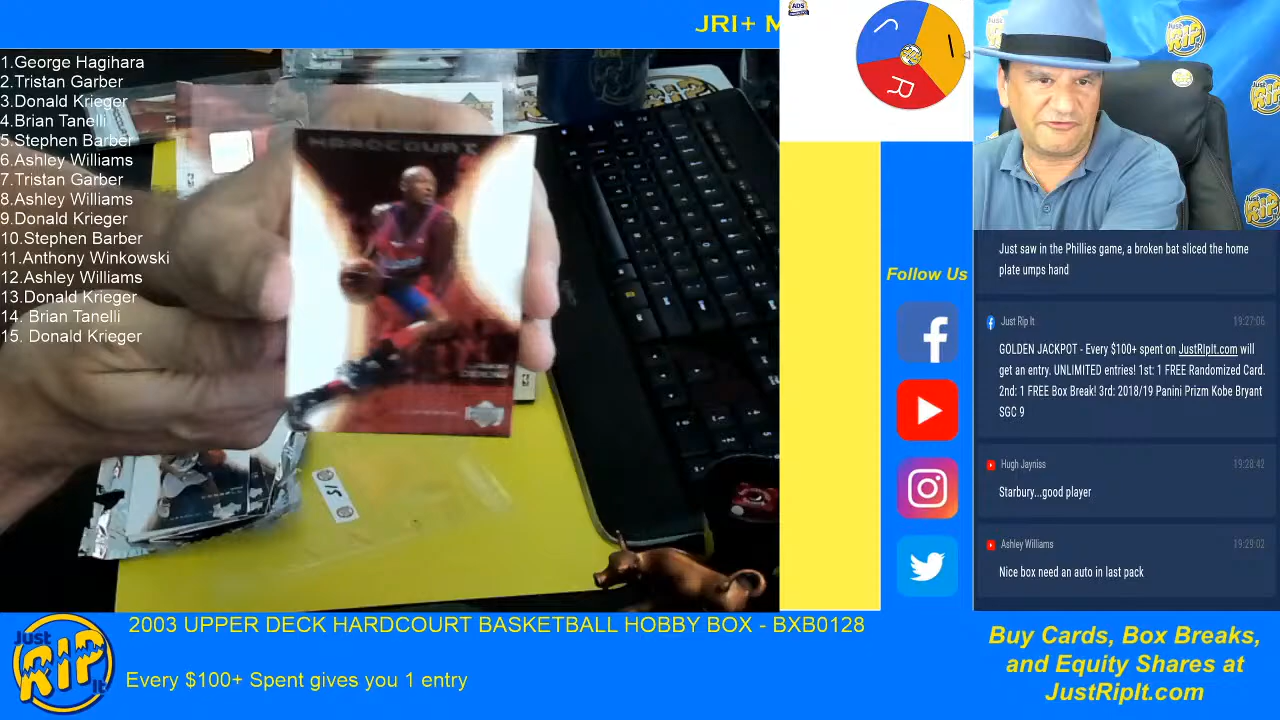 JRI+ M
ADS
J
I
R
1.George Hagihara
2.Tristan Garber
3.Donald Krieger
4.Brian Tanelli
5.Stephen Barber
6.Ashley Williams
7.Tristan Garber
8.Ashley Williams
9.Donald Krieger
10.Stephen Barber
11.Anthony Winkowski
12.Ashley Williams
13.Donald Krieger
14. Brian Tanelli
15. Donald Krieger
HARDCOURT
15
Follow Us
Just saw in the Phillies game, a broken bat sliced the home
plate umps hand
Just Rip It 19:27:06
GOLDEN JACKPOT - Every $100+ spent on JustRipIt.com will
get an entry. UNLIMITED entries! 1st: 1 FREE Randomized Card.
2nd: 1 FREE Box Break! 3rd: 2018/19 Panini Prizm Kobe Bryant
SGC 9
Hugh Jayniss 19:28:42
Starbury...good player
Ashley Williams 19:29:02
Nice box need an auto in last pack
Just
RIP
It
2003 UPPER DECK HARDCOURT BASKETBALL HOBBY BOX - BXB0128
Every $100+ Spent gives you 1 entry
Buy Cards, Box Breaks,
and Equity Shares at
JustRipIt.com